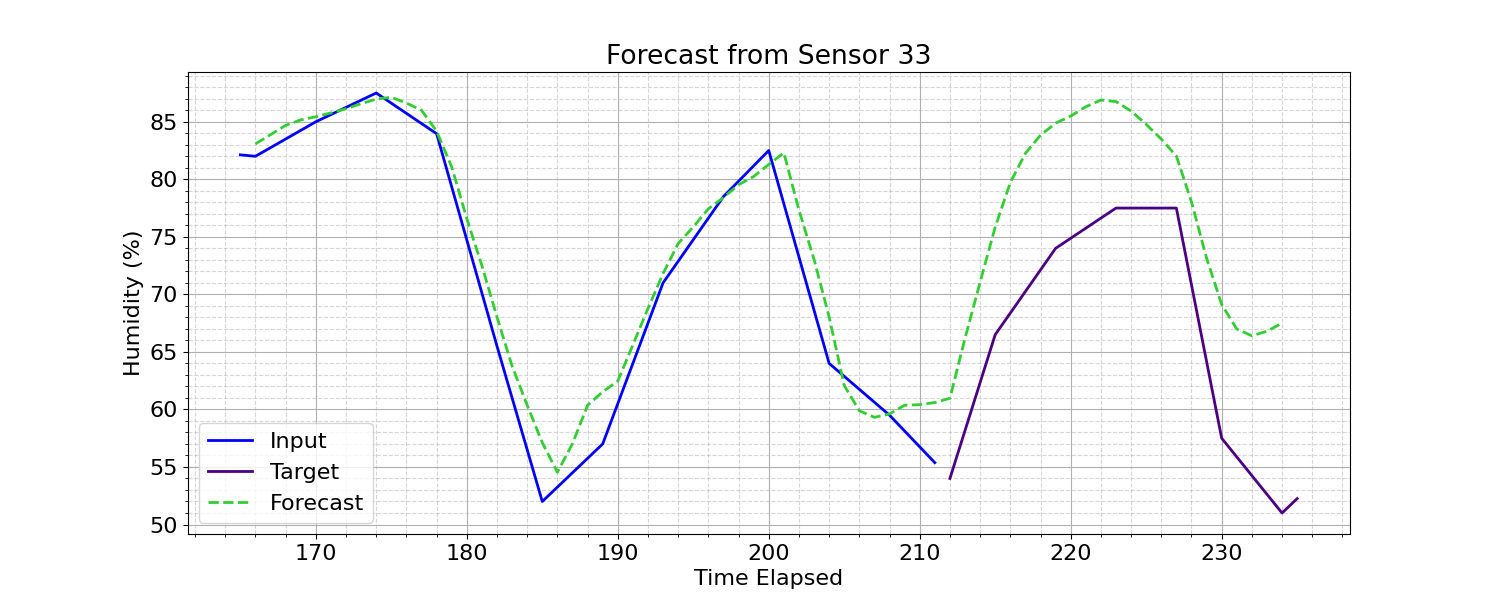 Forecast from Sensor 33
Humidity (%)
85
80
75
70
65
60
55
50
Input
Target
Forecast
170 180 190 200 210 220 230
Time Elapsed